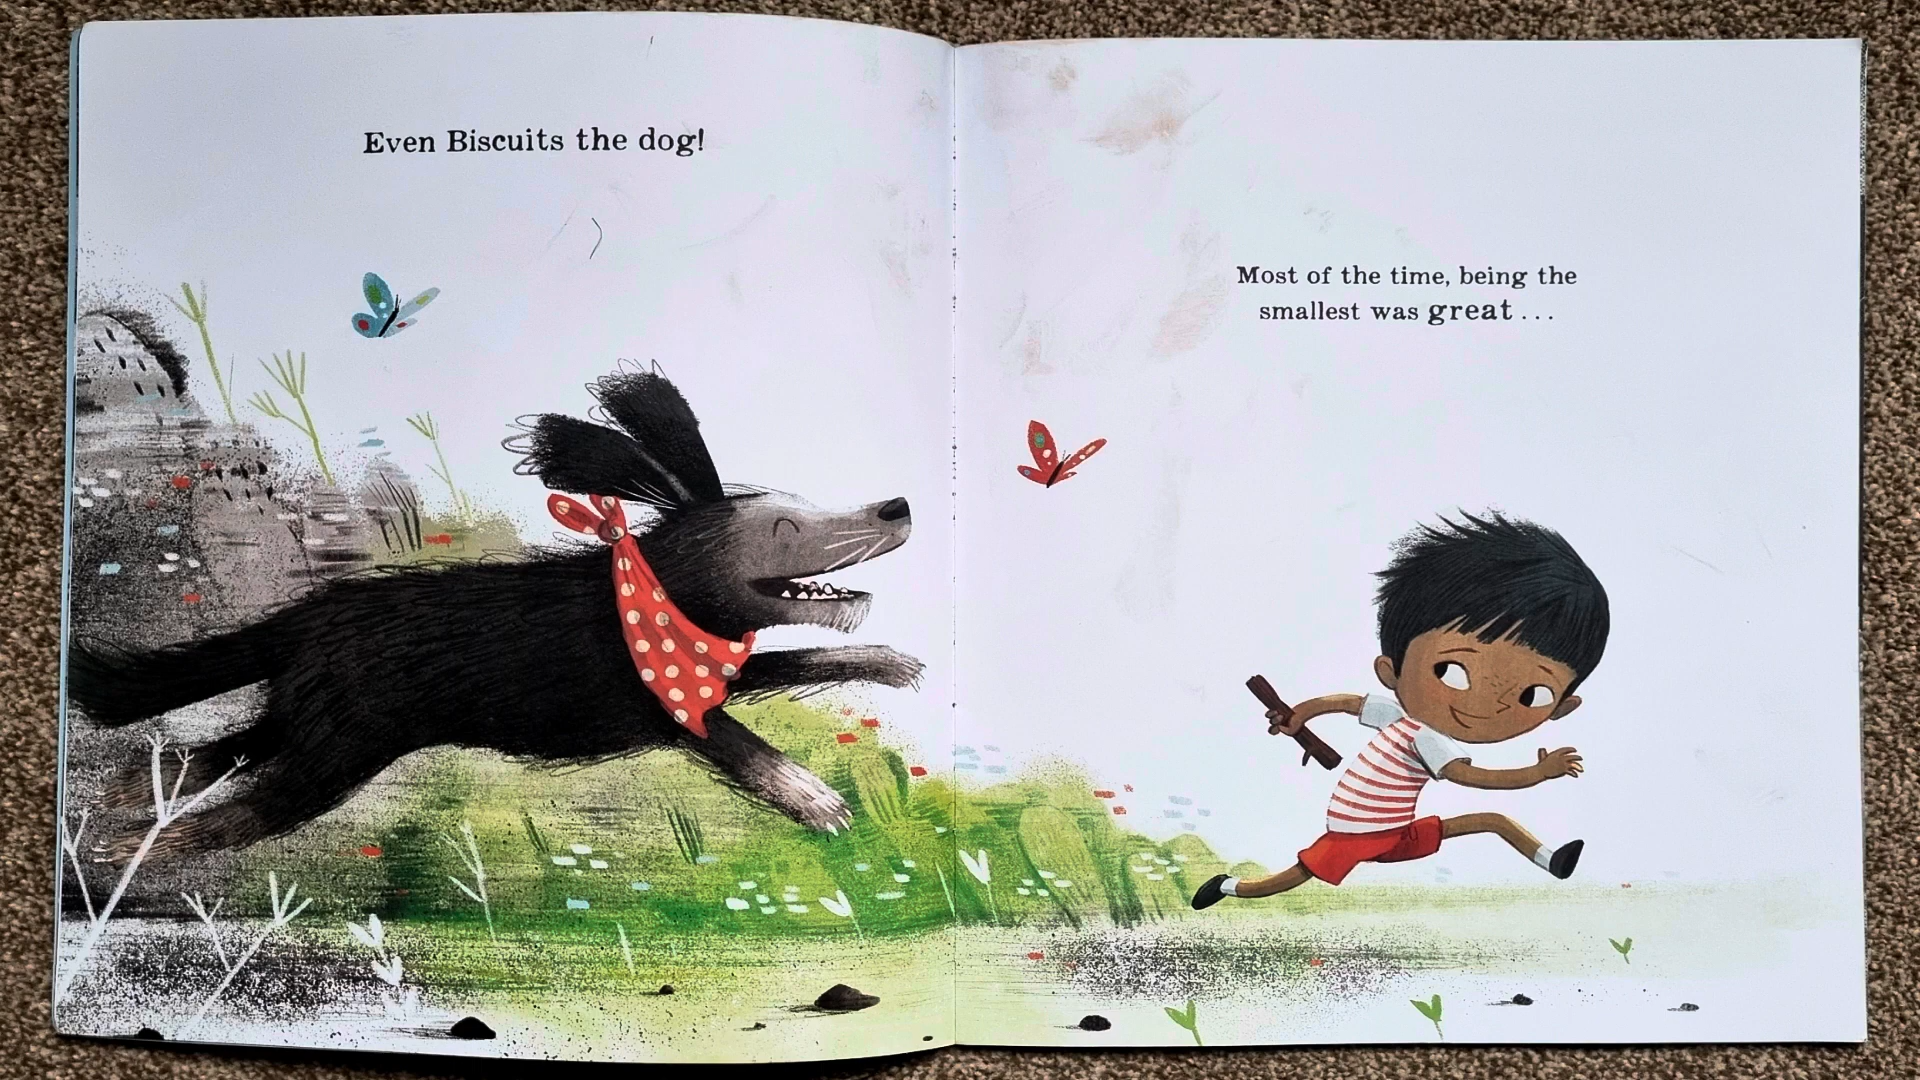 Even Biscuits the dog!
Most of the time, being the
smallest was great ...